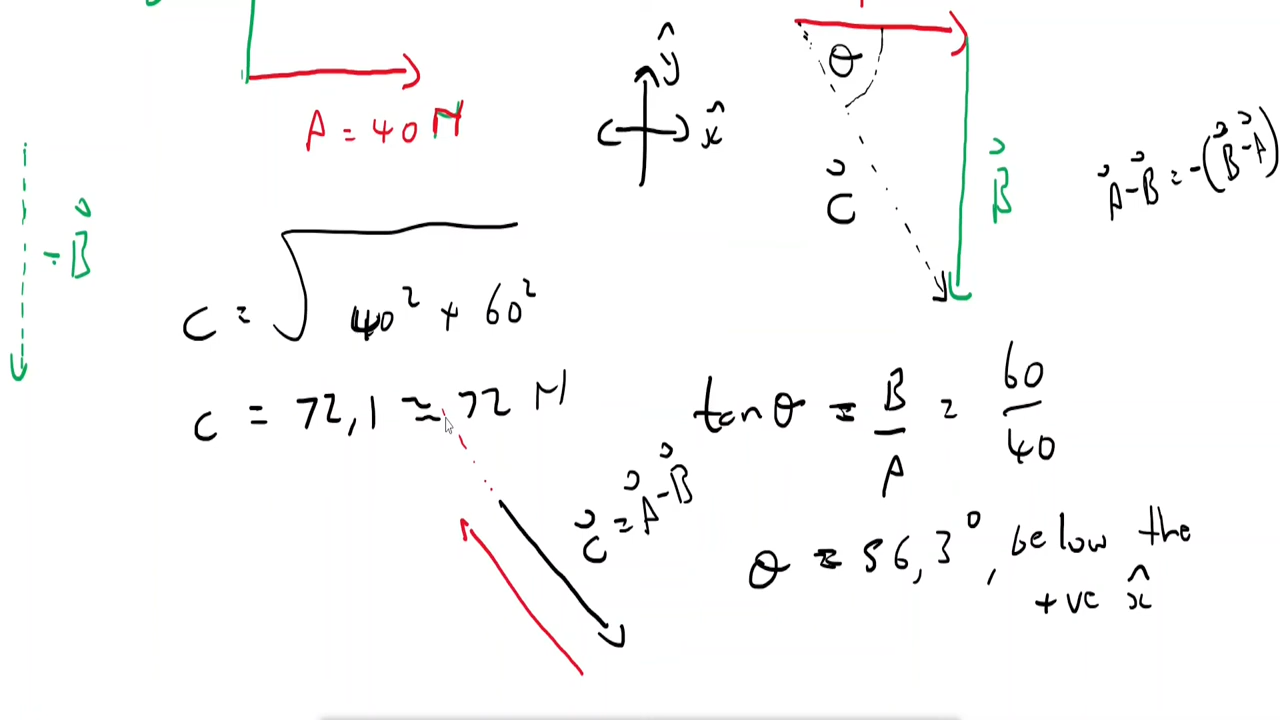 A = 40 N
ŷ
x̂
θ
C⃗
B⃗
A⃗ - B⃗ = -(B⃗ - A⃗)
- B⃗
C = √(40² + 60²)
C = 72,1 ≈ 72 N
tan θ = B/A = 60/40
C⃗ = A⃗ - B⃗
θ = 56,3°, below the
+ve x̂